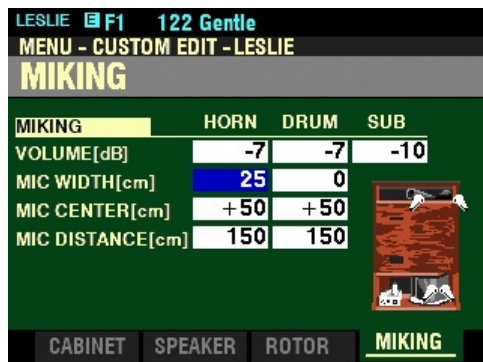 LESLIE E F1 122 Gentle
MENU - CUSTOM EDIT - LESLIE
MIKING
MIKING HORN DRUM SUB
VOLUME[dB] -7 -7 -10
MIC WIDTH[cm] 25 0
MIC CENTER[cm] +50 +50
MIC DISTANCE[cm] 150 150
CABINET SPEAKER ROTOR MIKING